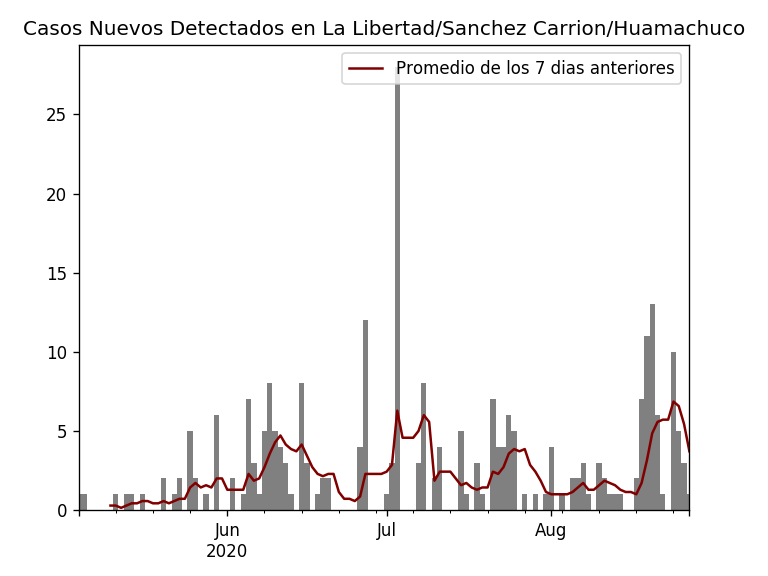 Casos Nuevos Detectados en La Libertad/Sanchez Carrion/Huamachuco
Promedio de los 7 dias anteriores
25
20
15
10
5
0
Jun
2020
Jul
Aug